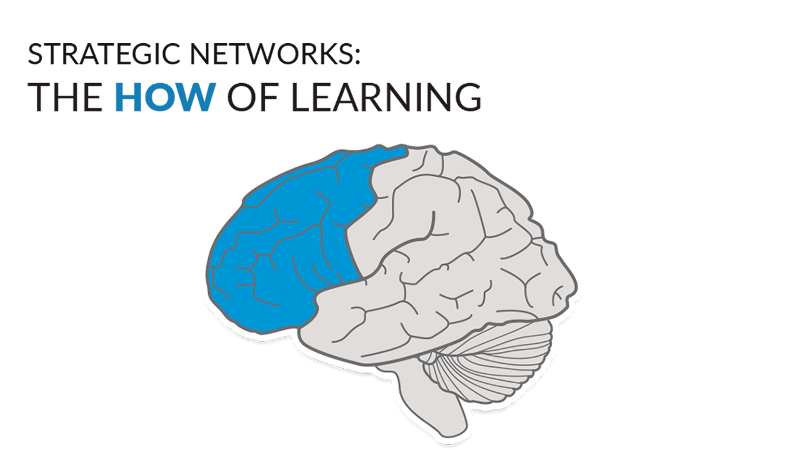 STRATEGIC NETWORKS:
THE HOW OF LEARNING